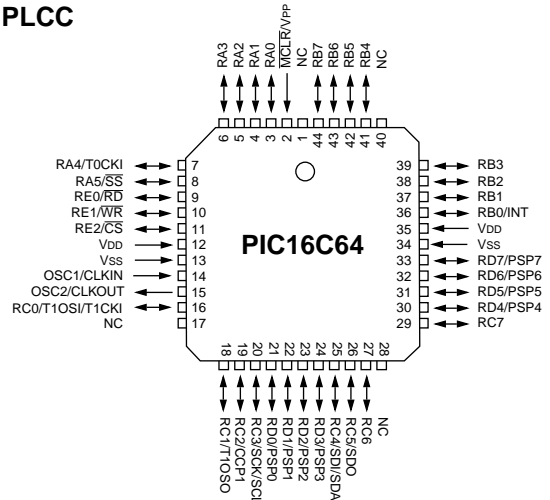 PLCC
RA3
RA2
RA1
RA0
MCLR/VPP
NC
RB7
RB6
RB5
RB4
NC
6
5
4
3
2
1
44
43
42
41
40
RA4/T0CKI 7
RA5/SS 8
RE0/RD 9
RE1/WR 10
RE2/CS 11
VDD 12
VSS 13
OSC1/CLKIN 14
OSC2/CLKOUT 15
RC0/T1OSI/T1CKI 16
NC 17
PIC16C64
39 RB3
38 RB2
37 RB1
36 RB0/INT
35 VDD
34 VSS
33 RD7/PSP7
32 RD6/PSP6
31 RD5/PSP5
30 RD4/PSP4
29 RC7
18
19
20
21
22
23
24
25
26
27
28
RC1/T1OSO
RC2/CCP1
RC3/SCK/SCL
RD0/PSP0
RD1/PSP1
RD2/PSP2
RD3/PSP3
RC4/SDI/SDA
RC5/SDO
RC6
NC